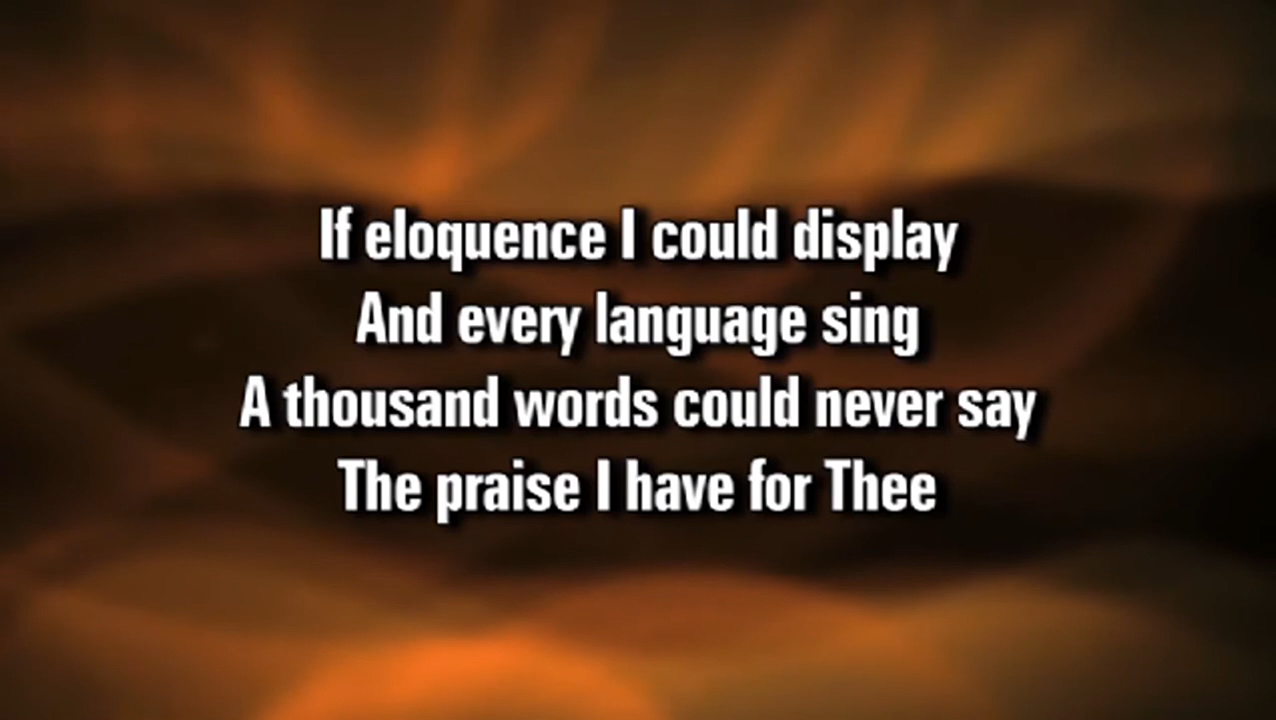 If eloquence I could display
And every language sing
A thousand words could never say
The praise I have for Thee